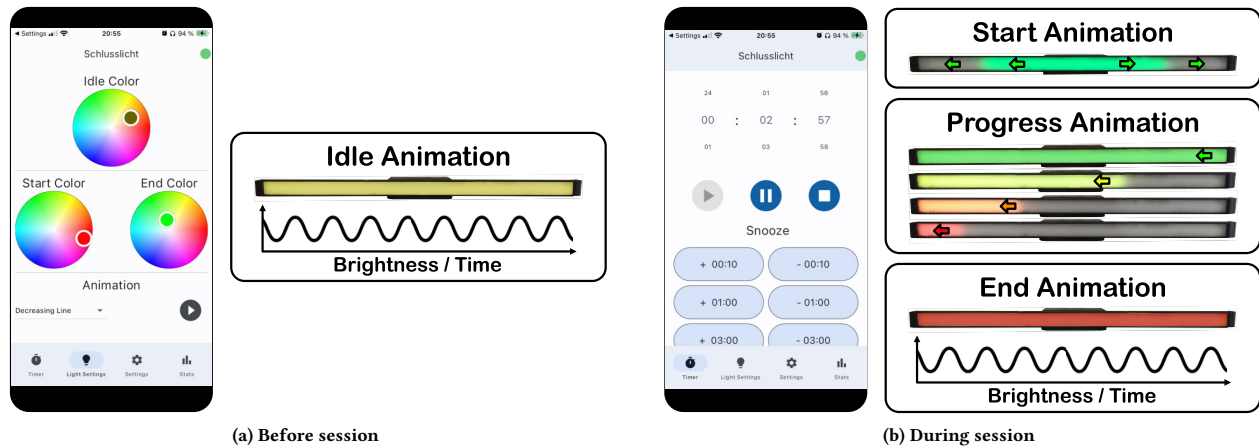 Settings
20:55
94 %
Schlusslicht
Idle Color
Start Color
End Color
Animation
Decreasing Line
Timer
Light Settings
Settings
Stats
Idle Animation
Brightness / Time
(a) Before session
Settings
20:55
94 %
Schlusslicht
24 01 56
00 : 02 : 57
01 03 58
Snooze
+ 00:10 - 00:10
+ 01:00 - 01:00
+ 03:00 - 03:00
Timer
Light Settings
Settings
Stats
Start Animation
Progress Animation
End Animation
Brightness / Time
(b) During session